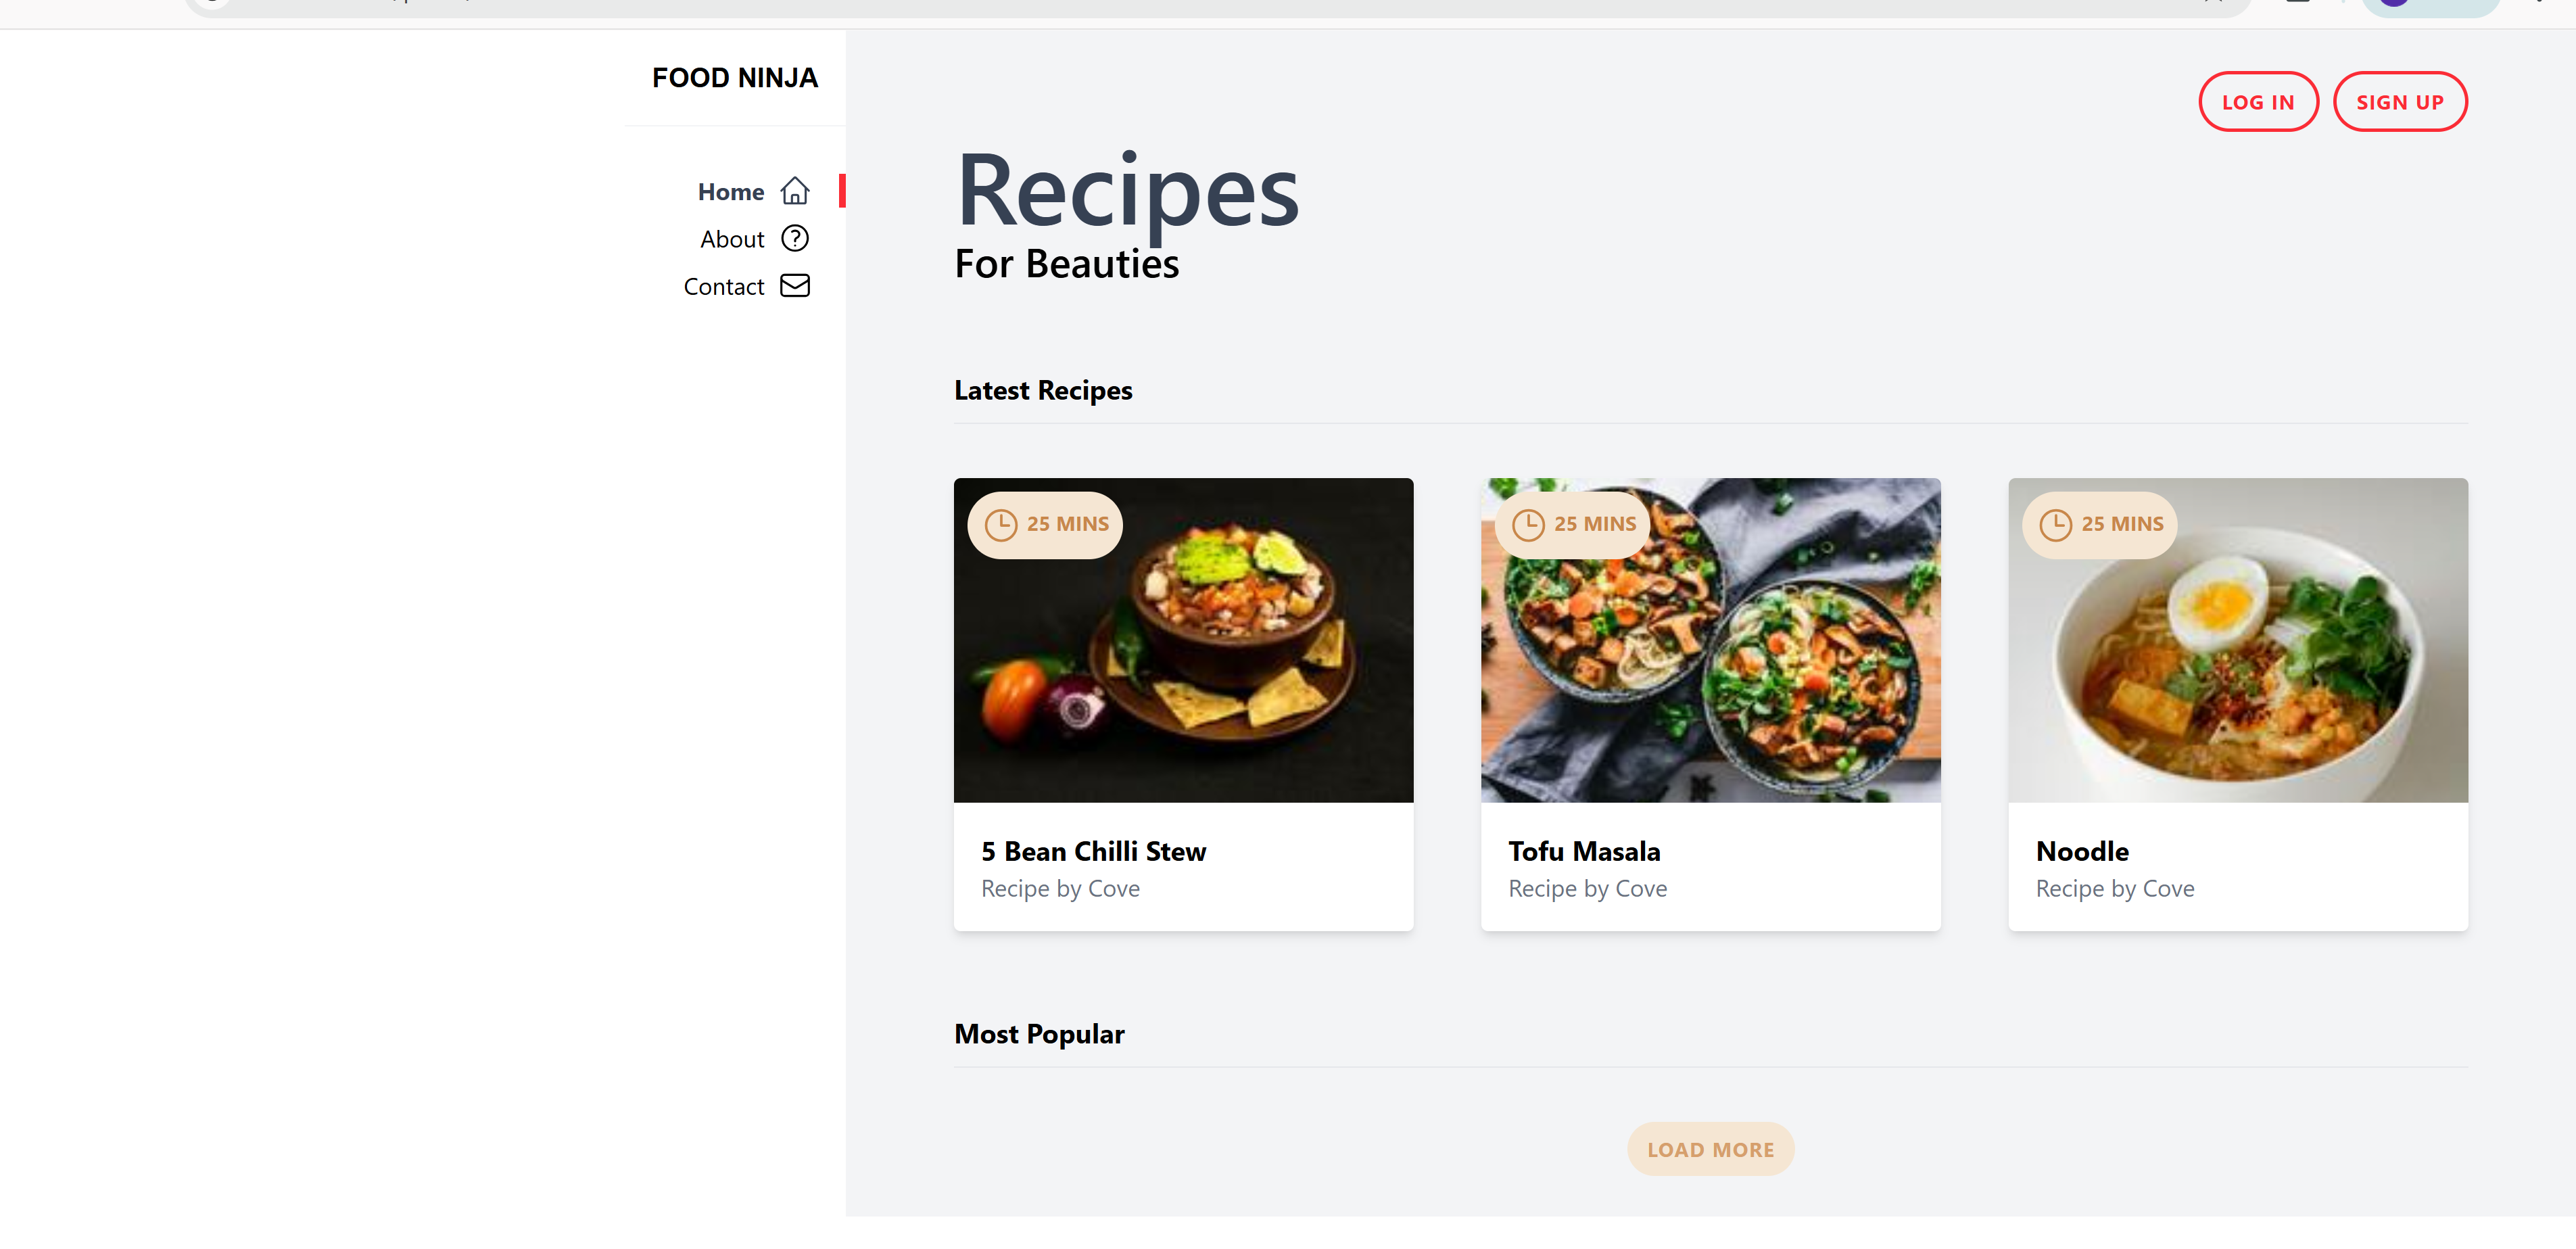 FOOD NINJA
Home
About
Contact
LOG IN
SIGN UP
Recipes
For Beauties
Latest Recipes
25 MINS
25 MINS
25 MINS
5 Bean Chilli Stew
Recipe by Cove
Tofu Masala
Recipe by Cove
Noodle
Recipe by Cove
Most Popular
LOAD MORE